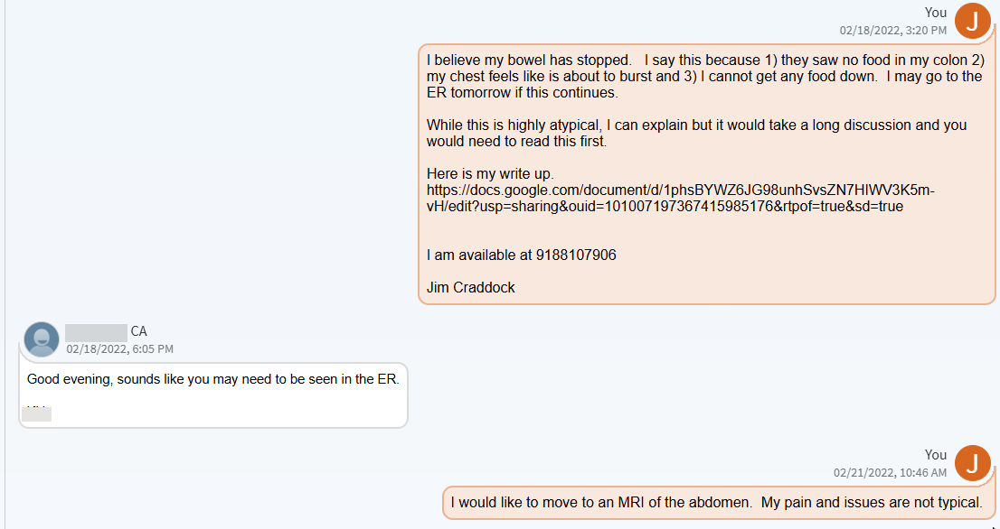 You
02/18/2022, 3:20 PM
J
I believe my bowel has stopped. I say this because 1) they saw no food in my colon 2)
my chest feels like is about to burst and 3) I cannot get any food down. I may go to the
ER tomorrow if this continues.
While this is highly atypical, I can explain but it would take a long discussion and you
would need to read this first.
Here is my write up.
https://docs.google.com/document/d/1phsBYWZ6JG98unhSvsZN7HIWV3K5m-
vH/edit?usp=sharing&ouid=101007197367415985176&rtpof=true&sd=true
I am available at 9188107906
Jim Craddock
CA
02/18/2022, 6:05 PM
Good evening, sounds like you may need to be seen in the ER.
You
02/21/2022, 10:46 AM
J
I would like to move to an MRI of the abdomen. My pain and issues are not typical.